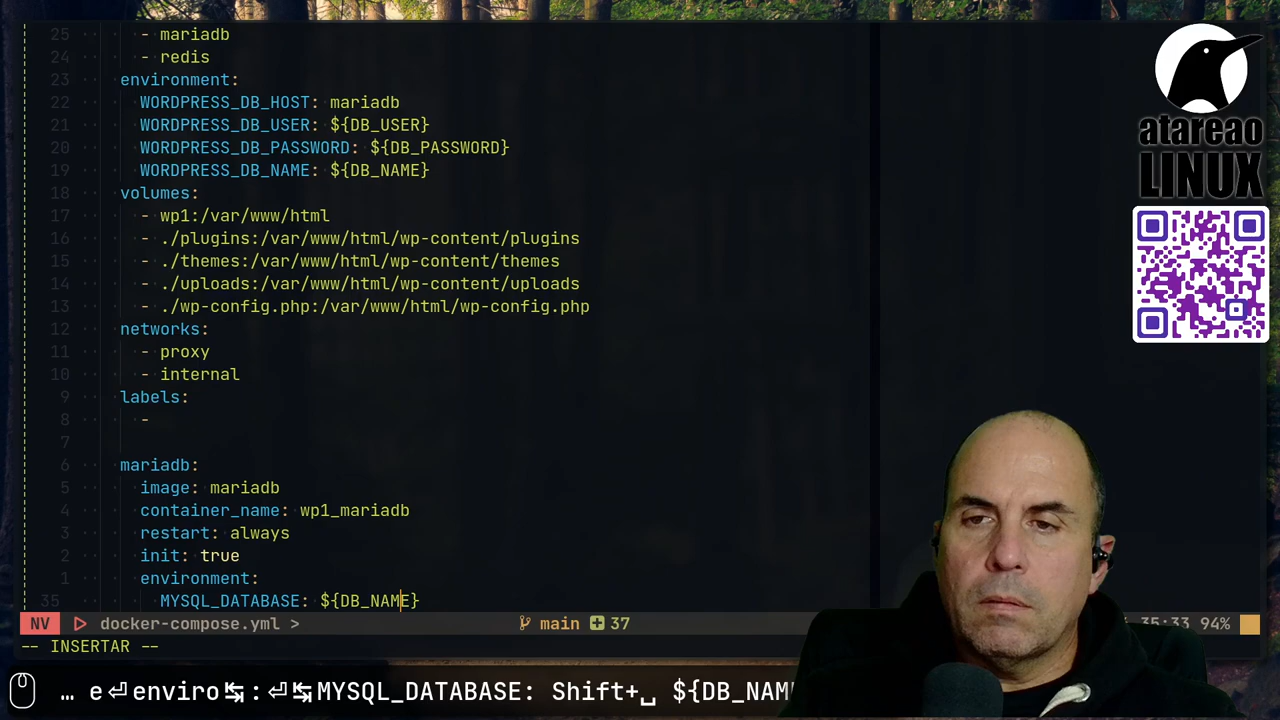 25 - mariadb
24 - redis
23 environment:
22 WORDPRESS_DB_HOST: mariadb
21 WORDPRESS_DB_USER: ${DB_USER}
20 WORDPRESS_DB_PASSWORD: ${DB_PASSWORD}
19 WORDPRESS_DB_NAME: ${DB_NAME}
18 volumes:
17 - wp1:/var/www/html
16 - ./plugins:/var/www/html/wp-content/plugins
15 - ./themes:/var/www/html/wp-content/themes
14 - ./uploads:/var/www/html/wp-content/uploads
13 - ./wp-config.php:/var/www/html/wp-config.php
12 networks:
11 - proxy
10 - internal
9 labels:
8 -
7
6 mariadb:
5 image: mariadb
4 container_name: wp1_mariadb
3 restart: always
2 init: true
1 environment:
35 MYSQL_DATABASE: ${DB_NAME}
NV docker-compose.yml > main 37 35:33 94%
-- INSERTAR --
… e⏎enviro↹:⏎↹MYSQL_DATABASE: Shift+␣ ${DB_NAM
atareao
LINUX